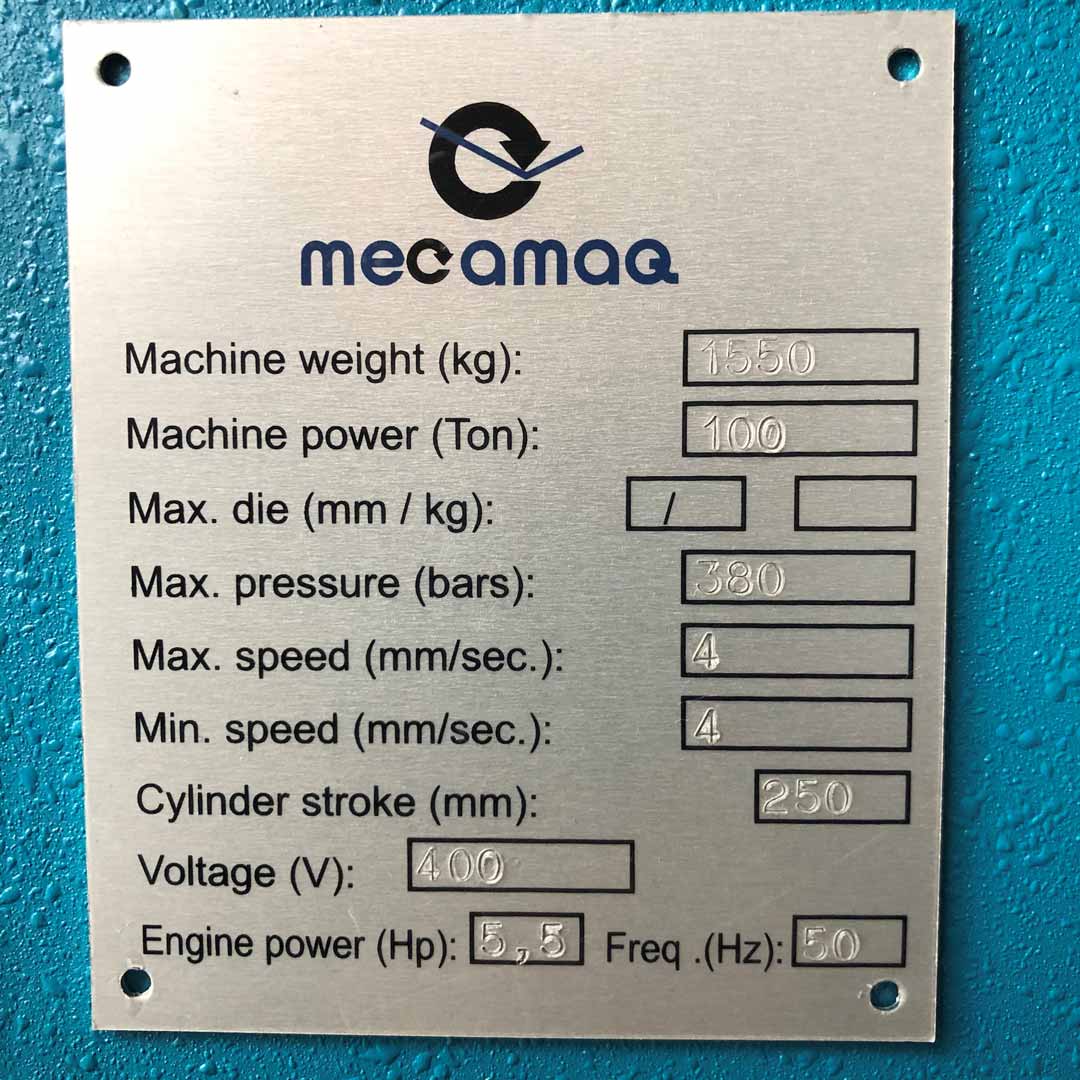 mecamaq
Machine weight (kg): 1550
Machine power (Ton): 100
Max. die (mm / kg): /
Max. pressure (bars): 380
Max. speed (mm/sec.): 4
Min. speed (mm/sec.): 4
Cylinder stroke (mm): 250
Voltage (V): 400
Engine power (Hp): 5,5 Freq .(Hz): 50